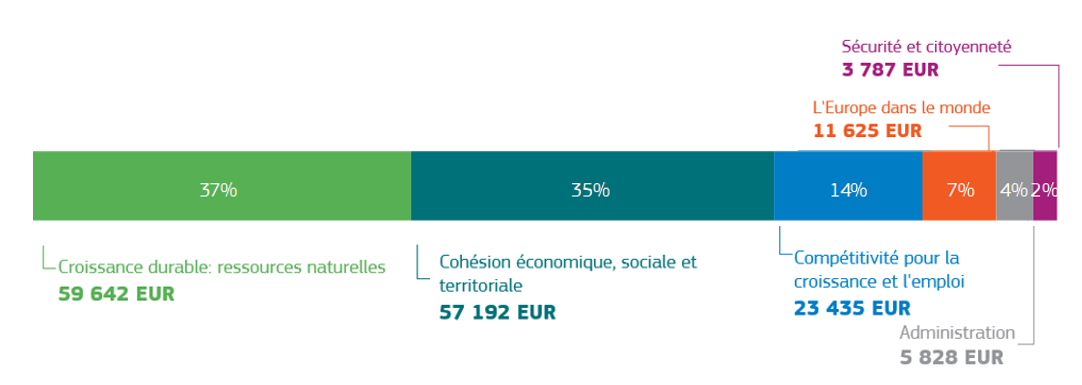 Sécurité et citoyenneté
3 787 EUR
L'Europe dans le monde
11 625 EUR
37%
35%
14%
7%
4%
2%
Croissance durable: ressources naturelles
59 642 EUR
Cohésion économique, sociale et
territoriale
57 192 EUR
Compétitivité pour la
croissance et l'emploi
23 435 EUR
Administration
5 828 EUR